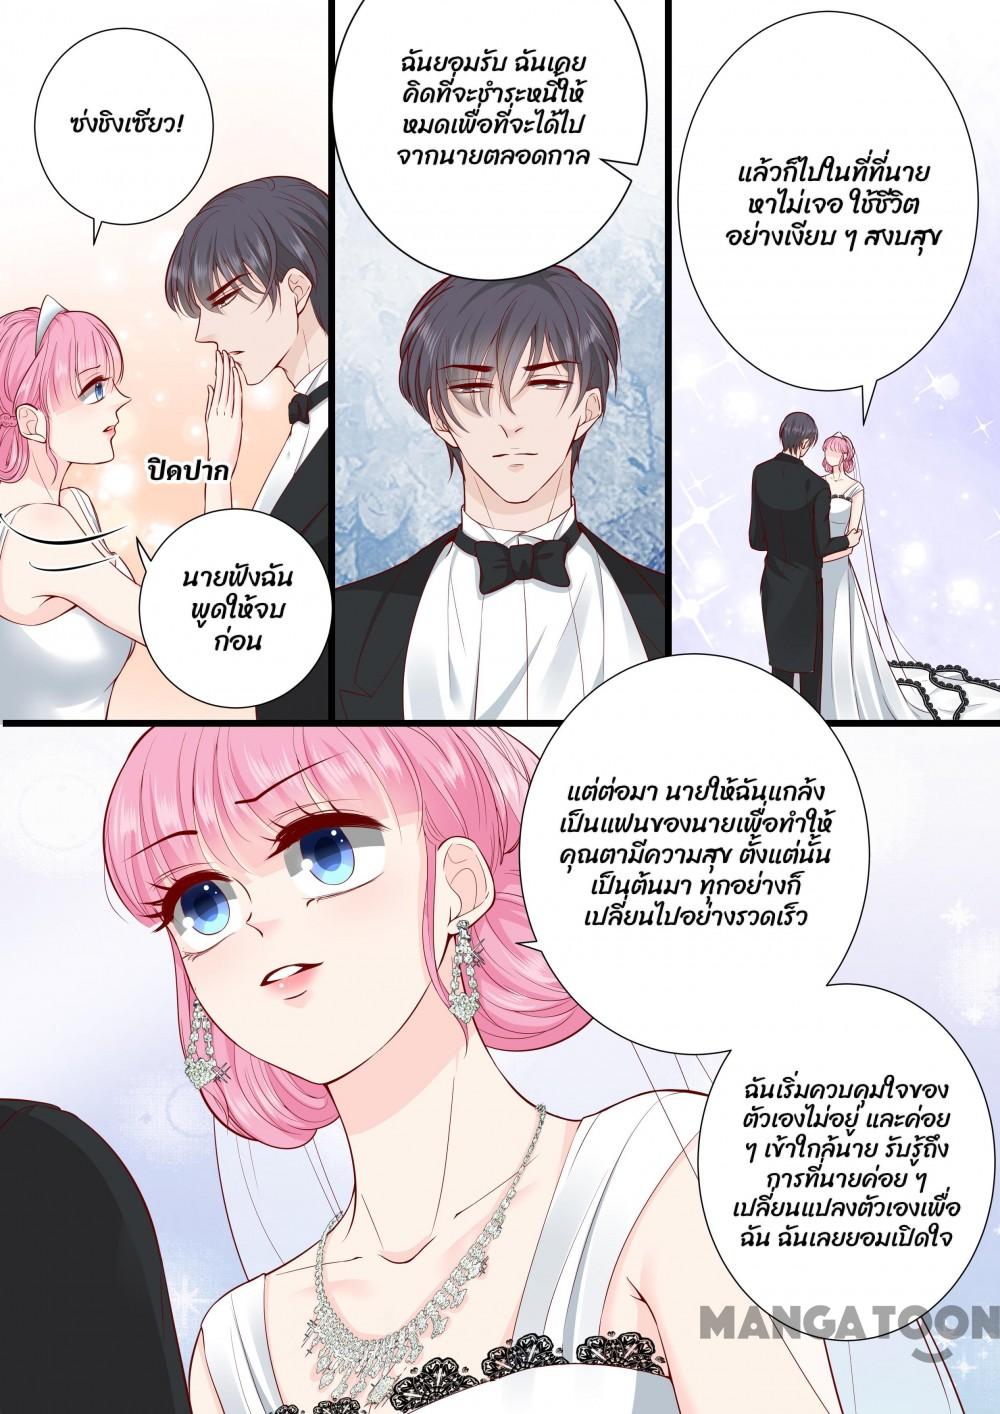 ซ่งชิงเซียว!
ปิดปาก
นายฟังฉัน
พูดให้จบ
ก่อน
ฉันยอมรับ ฉันเคย
คิดที่จะชำระหนี้ให้
หมดเพื่อที่จะได้ไป
จากนายตลอดกาล
แล้วก็ไปในที่ที่นาย
หาไม่เจอ ใช้ชีวิต
อย่างเงียบ ๆ สงบสุข
แต่ต่อมา นายให้ฉันแกล้ง
เป็นแฟนของนายเพื่อทำให้
คุณตามีความสุข ตั้งแต่นั้น
เป็นต้นมา ทุกอย่างก็
เปลี่ยนไปอย่างรวดเร็ว
ฉันเริ่มควบคุมใจของ
ตัวเองไม่อยู่ และค่อย
ๆ เข้าใกล้นาย รับรู้ถึง
การที่นายค่อย ๆ
เปลี่ยนแปลงตัวเองเพื่อ
ฉัน ฉันเลยยอมเปิดใจ
MANGATOON